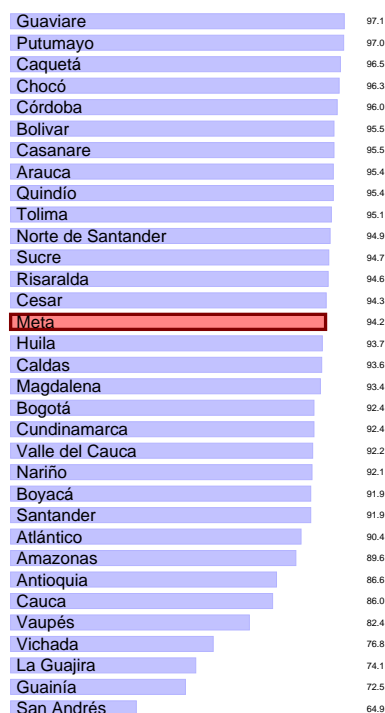 Guaviare 97.1
Putumayo 97.0
Caquetá 96.5
Chocó 96.3
Córdoba 96.0
Bolivar 95.5
Casanare 95.5
Arauca 95.4
Quindío 95.4
Tolima 95.1
Norte de Santander 94.9
Sucre 94.7
Risaralda 94.6
Cesar 94.3
Meta 94.2
Huila 93.7
Caldas 93.6
Magdalena 93.4
Bogotá 92.4
Cundinamarca 92.4
Valle del Cauca 92.2
Nariño 92.1
Boyacá 91.9
Santander 91.9
Atlántico 90.4
Amazonas 89.6
Antioquia 86.6
Cauca 86.0
Vaupés 82.4
Vichada 76.8
La Guajira 74.1
Guainía 72.5
San Andrés 64.9